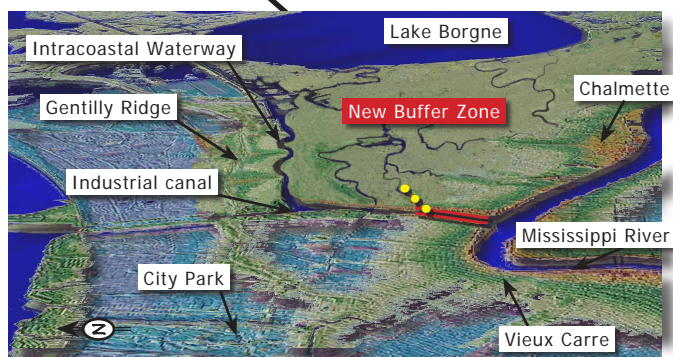 Lake Borgne
Intracoastal Waterway
Chalmette
Gentilly Ridge
New Buffer Zone
Industrial canal
Mississippi River
City Park
N
Vieux Carre